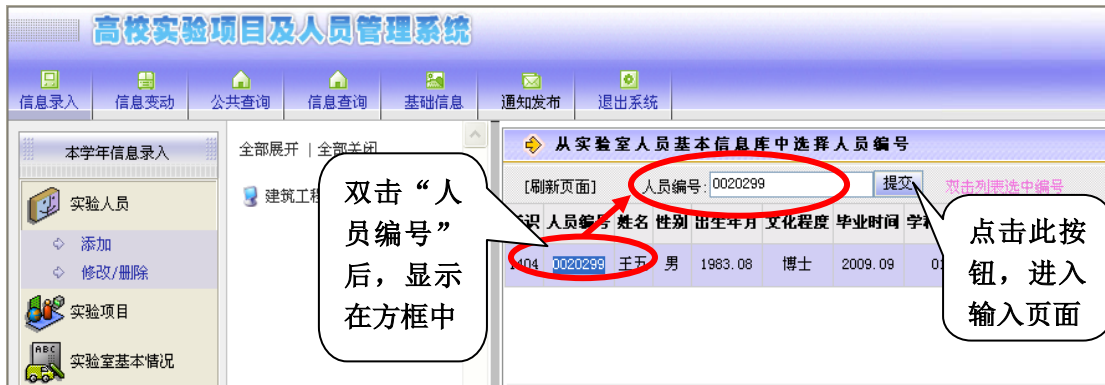 高校实验项目及人员管理系统
信息录入 信息变动 公共查询 信息查询 基础信息 通知发布 退出系统
本学年信息录入
实验人员
添加
修改/删除
实验项目
ABC
实验室基本情况
全部展开 | 全部关闭
建筑工程
双击“人
员编号”
后，显示
在方框中
从实验室人员基本信息库中选择人员编号
[刷新页面] 人员编号: 0020299 提交 双击列表选中编号
人员编号 姓名 性别 出生年月 文化程度 毕业时间
1404 0020299 王五 男 1983.08 博士 2009.09
点击此按
钮，进入
输入页面